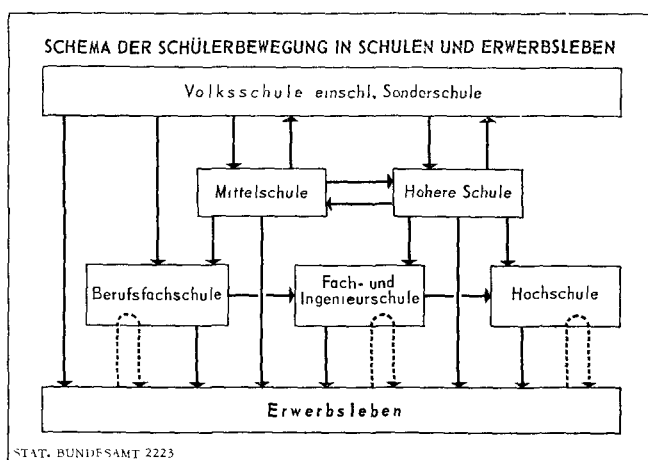 SCHEMA DER SCHÜLERBEWEGUNG IN SCHULEN UND ERWERBSLEBEN
Volksschule einschl. Sonderschule
Mittelschule
Höhere Schule
Berufsfachschule
Fach- und
Ingenieurschule
Hochschule
Erwerbsleben
STAT. BUNDESAMT 2223